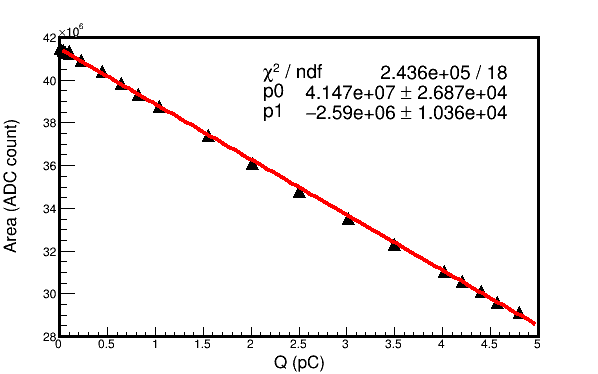 ×10⁶
42
40
38
36
34
32
30
28
Area (ADC count)
χ² / ndf 2.436e+05 / 18
p0 4.147e+07 ± 2.687e+04
p1 −2.59e+06 ± 1.036e+04
0 0.5 1 1.5 2 2.5 3 3.5 4 4.5 5
Q (pC)